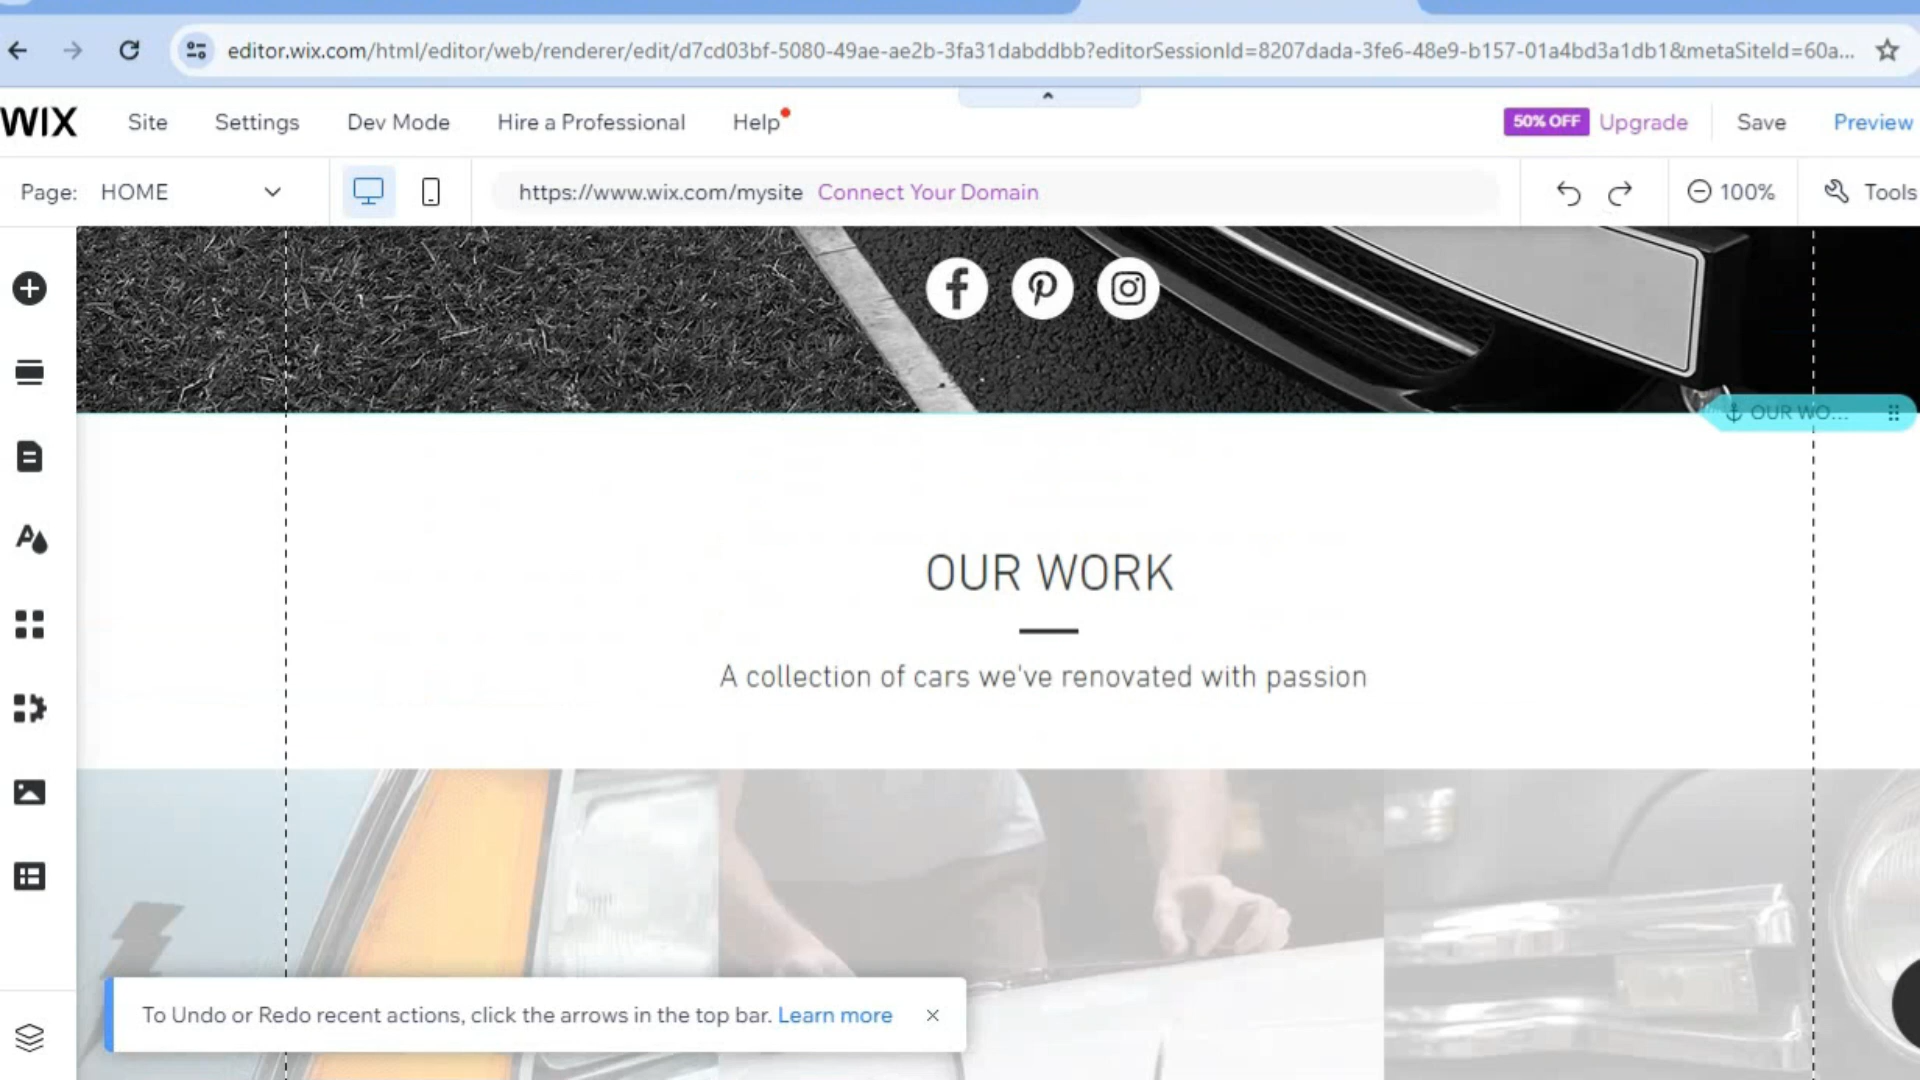 editor.wix.com/html/editor/web/renderer/edit/d7cd03bf-5080-49ae-ae2b-3fa31dabddbb?editorSessionId=8207dada-3fe6-48e9-b157-01a4bd3a1db1&metaSiteId=60a...
WIX Site Settings Dev Mode Hire a Professional Help 50% OFF Upgrade Save Preview
Page: HOME https://www.wix.com/mysite Connect Your Domain 100% Tools
OUR WO...
OUR WORK
A collection of cars we've renovated with passion
To Undo or Redo recent actions, click the arrows in the top bar. Learn more